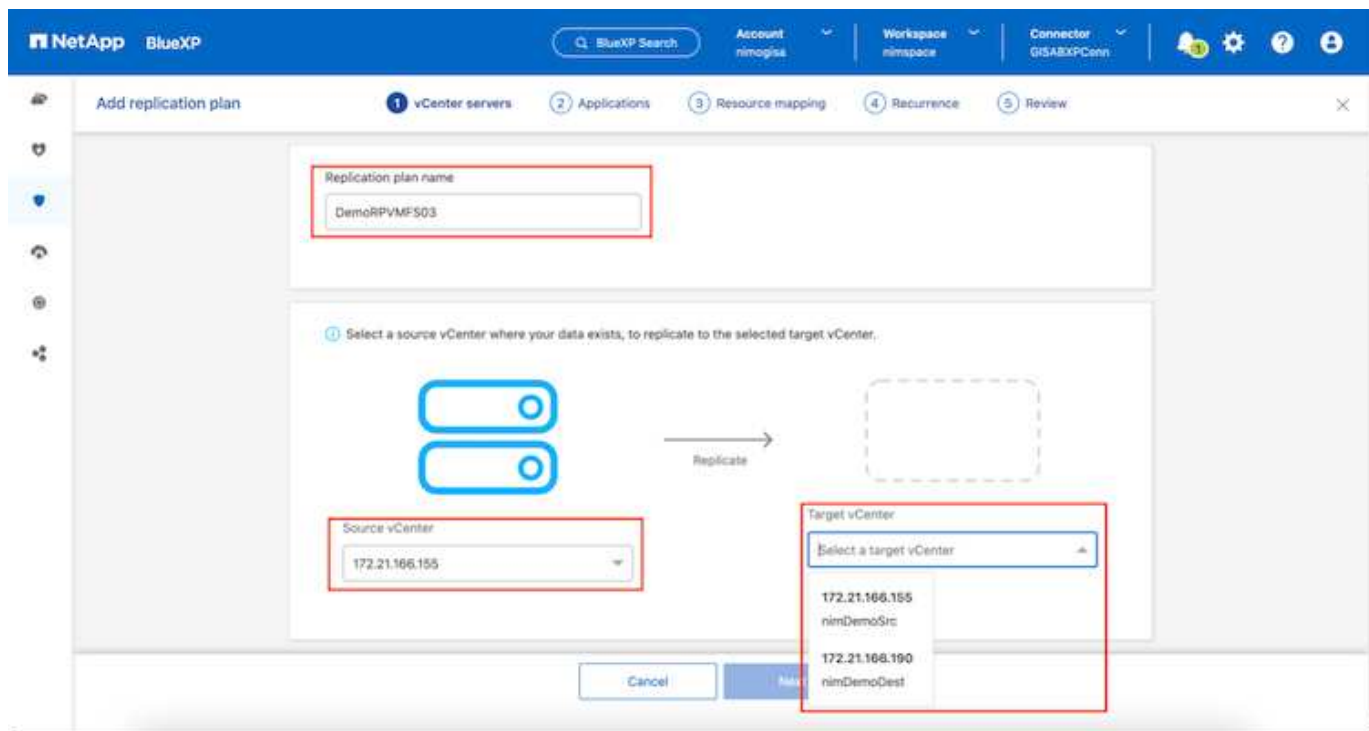 NetApp BlueXP
BlueXP Search
Account
nimogisa
Workspace
nimspace
Connector
GISABXPConn
1
Add replication plan
1 vCenter servers
2 Applications
3 Resource mapping
4 Recurrence
5 Review
Replication plan name
DemoRPVMFS03
Select a source vCenter where your data exists, to replicate to the selected target vCenter.
Replicate
Source vCenter
172.21.166.155
Target vCenter
Select a target vCenter
172.21.166.155
nimDemoSrc
172.21.166.190
nimDemoDest
Cancel
Next